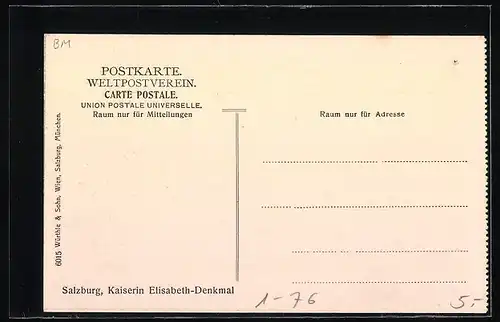 BM
POSTKARTE.
WELTPOSTVEREIN.
CARTE POSTALE.
UNION POSTALE UNIVERSELLE.
Raum nur für Mitteilungen
Raum nur für Adresse
6015 Würthle & Sohn. Wien, Salzburg, München.
Salzburg, Kaiserin Elisabeth-Denkmal
1-76
5.-